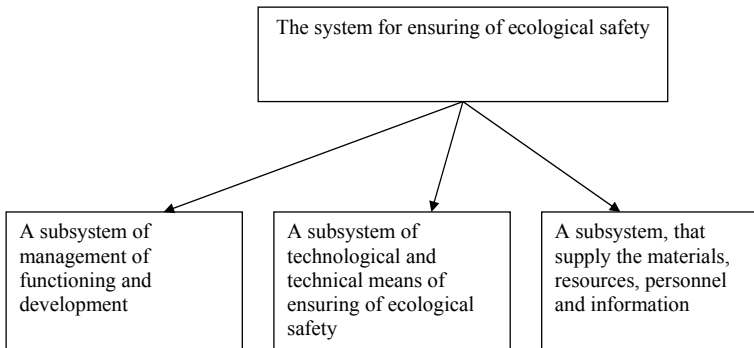 The system for ensuring of ecological safety
A subsystem of
management of
functioning and
development
A subsystem of
technological and
technical means of
ensuring of ecological
safety
A subsystem, that
supply the materials,
resources, personnel
and information